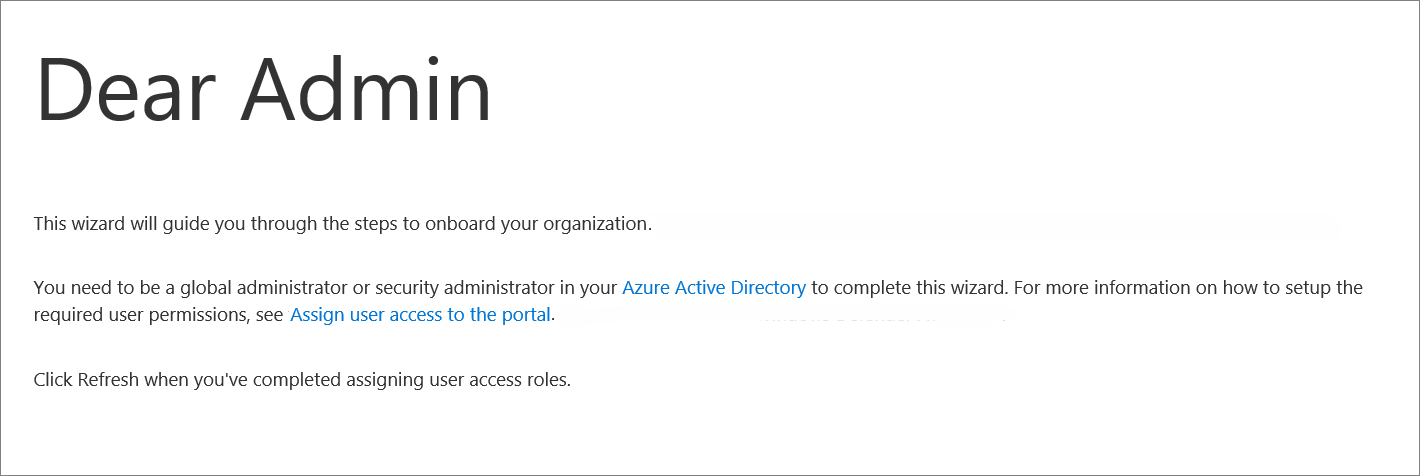 Dear Admin
This wizard will guide you through the steps to onboard your organization.
You need to be a global administrator or security administrator in your Azure Active Directory to complete this wizard. For more information on how to setup the
required user permissions, see Assign user access to the portal.
Click Refresh when you've completed assigning user access roles.